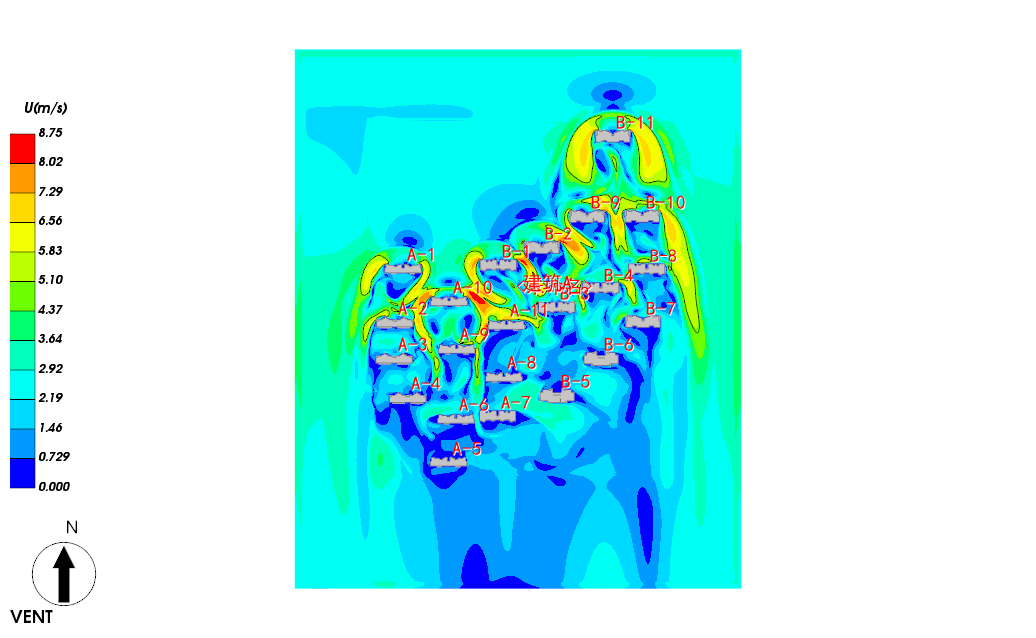 U(m/s)
8.75
8.02
7.29
6.56
5.83
5.10
4.37
3.64
2.92
2.19
1.46
0.729
0.000
N
VENT
B-11
B-9
B-10
B-2
A-1
B-1
B-8
B-4
建筑
A-10
B-3
A-2
A-11
B-7
A-9
A-3
B-6
A-8
A-4
B-5
A-6
A-7
A-5